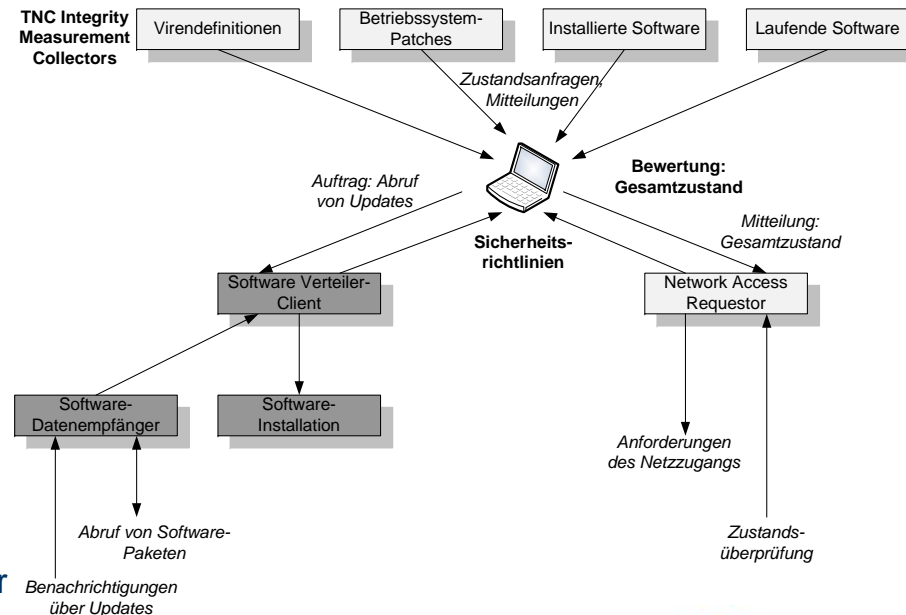 TNC Integrity
Measurement
Collectors
Virendefinitionen
Betriebssystem-
Patches
Installierte Software
Laufende Software
Zustandsanfragen,
Mitteilungen
Auftrag: Abruf
von Updates
Bewertung:
Gesamtzustand
Sicherheits-
richtlinien
Mitteilung:
Gesamtzustand
Software Verteiler-
Client
Network Access
Requestor
Software-
Datenempfänger
Software-
Installation
Anforderungen
des Netzzugangs
Abruf von Software-
Paketen
Zustands-
überprüfung
r
Benachrichtigungen
über Updates